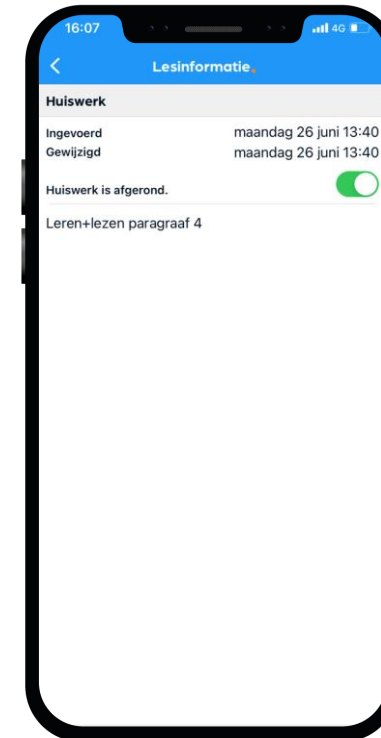 16:07 4G
Lesinformatie.
Huiswerk
Ingevoerd maandag 26 juni 13:40
Gewijzigd maandag 26 juni 13:40
Huiswerk is afgerond.
Leren+lezen paragraaf 4